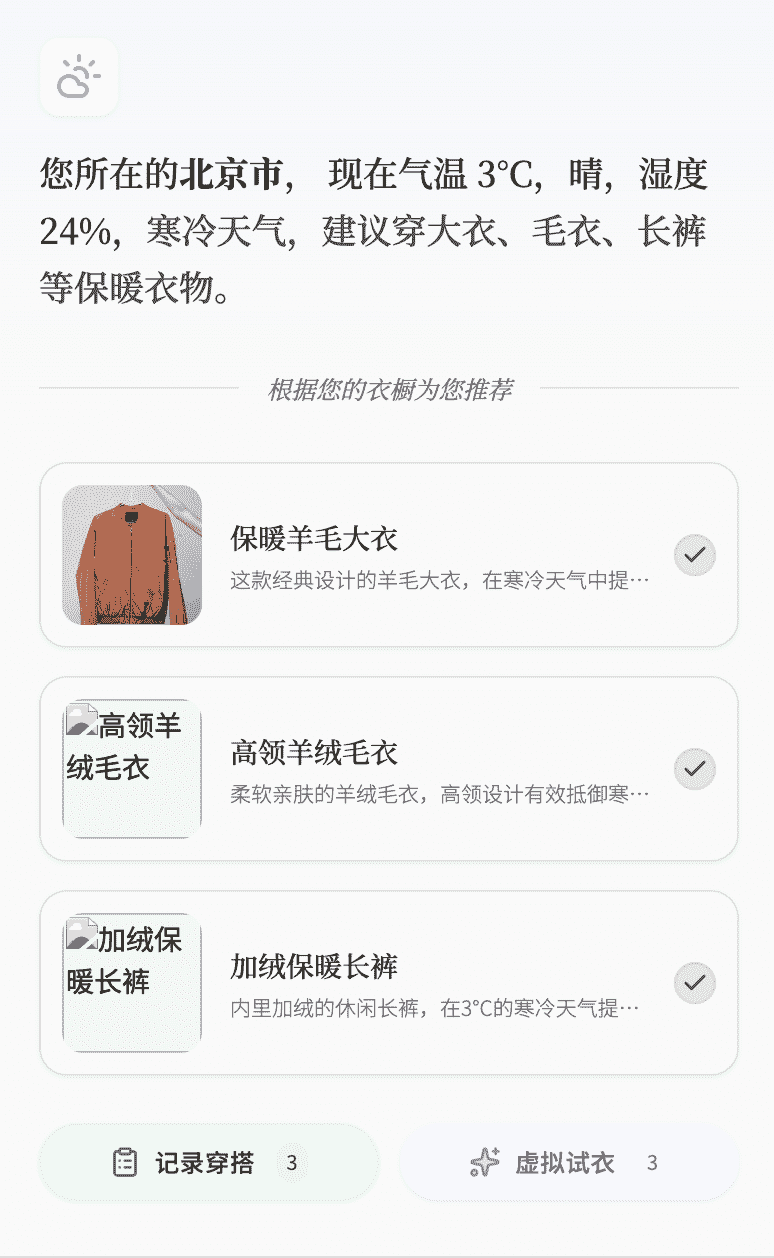 您所在的北京市， 现在气温 3°C，晴，湿度
24%，寒冷天气，建议穿大衣、毛衣、长裤
等保暖衣物。
根据您的衣橱为您推荐
保暖羊毛大衣
这款经典设计的羊毛大衣，在寒冷天气中提…
高领羊
绒毛衣
高领羊绒毛衣
柔软亲肤的羊绒毛衣，高领设计有效抵御寒…
加绒保
暖长裤
加绒保暖长裤
内里加绒的休闲长裤，在3°C的寒冷天气提…
记录穿搭 3
虚拟试衣 3